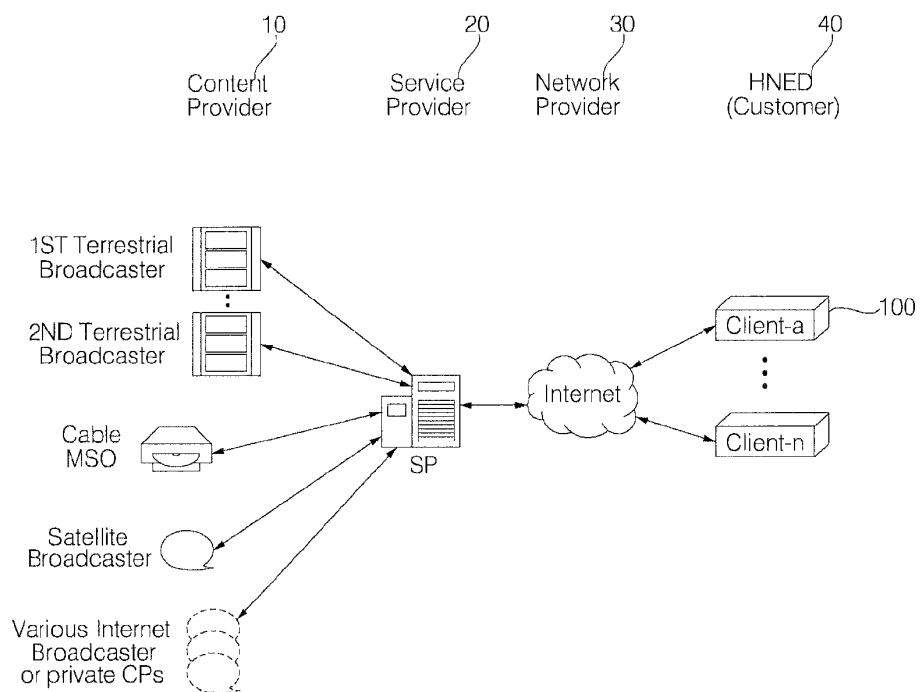 10
20
30
40
Content
Provider
Service
Provider
Network
Provider
HNED
(Customer)
1ST Terrestrial
Broadcaster
2ND Terrestrial
Broadcaster
Cable
MSO
Satellite
Broadcaster
Various Internet
Broadcaster
or private CPs
SP
Internet
Client-a
100
Client-n